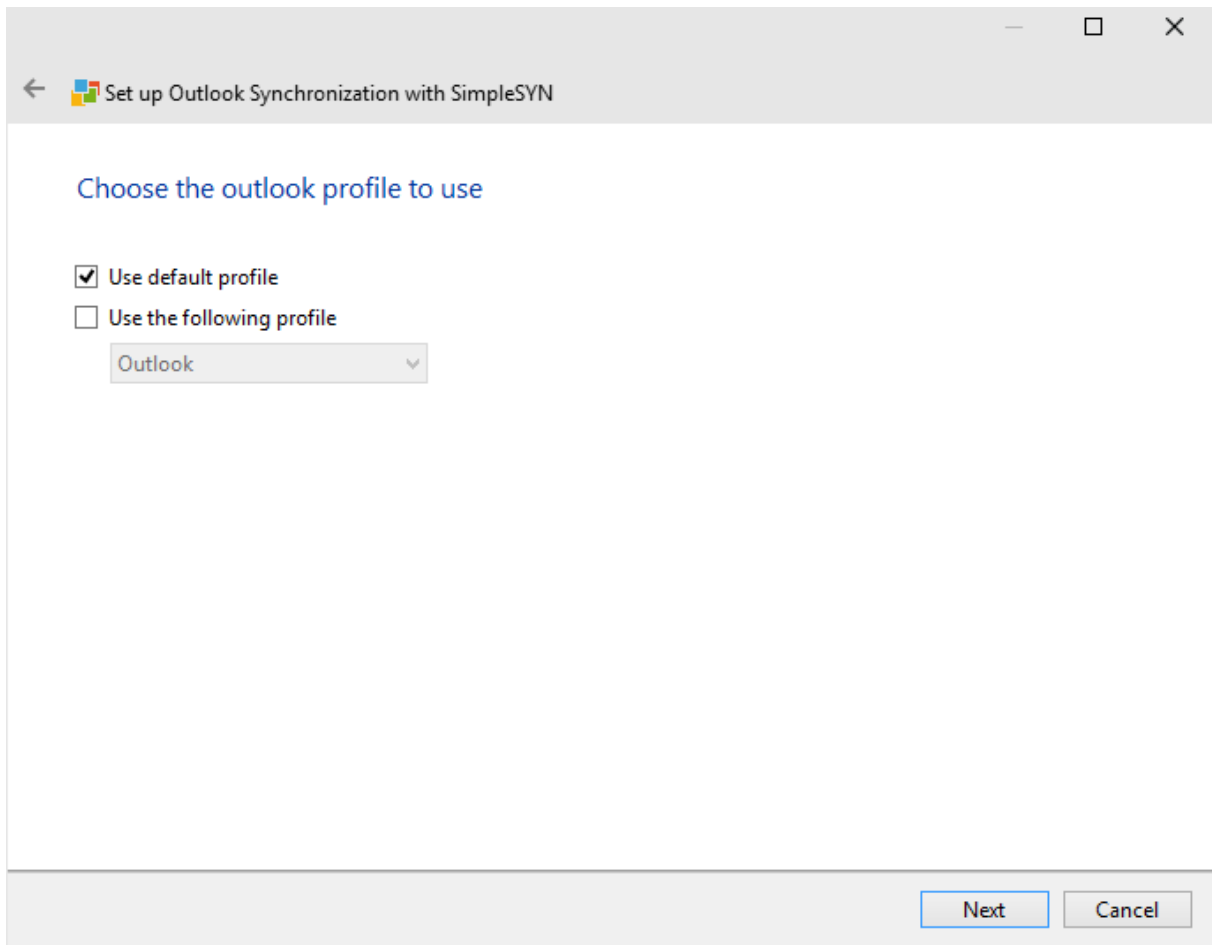 Set up Outlook Synchronization with SimpleSYN
Choose the outlook profile to use
Use default profile
Use the following profile
Outlook
Next Cancel